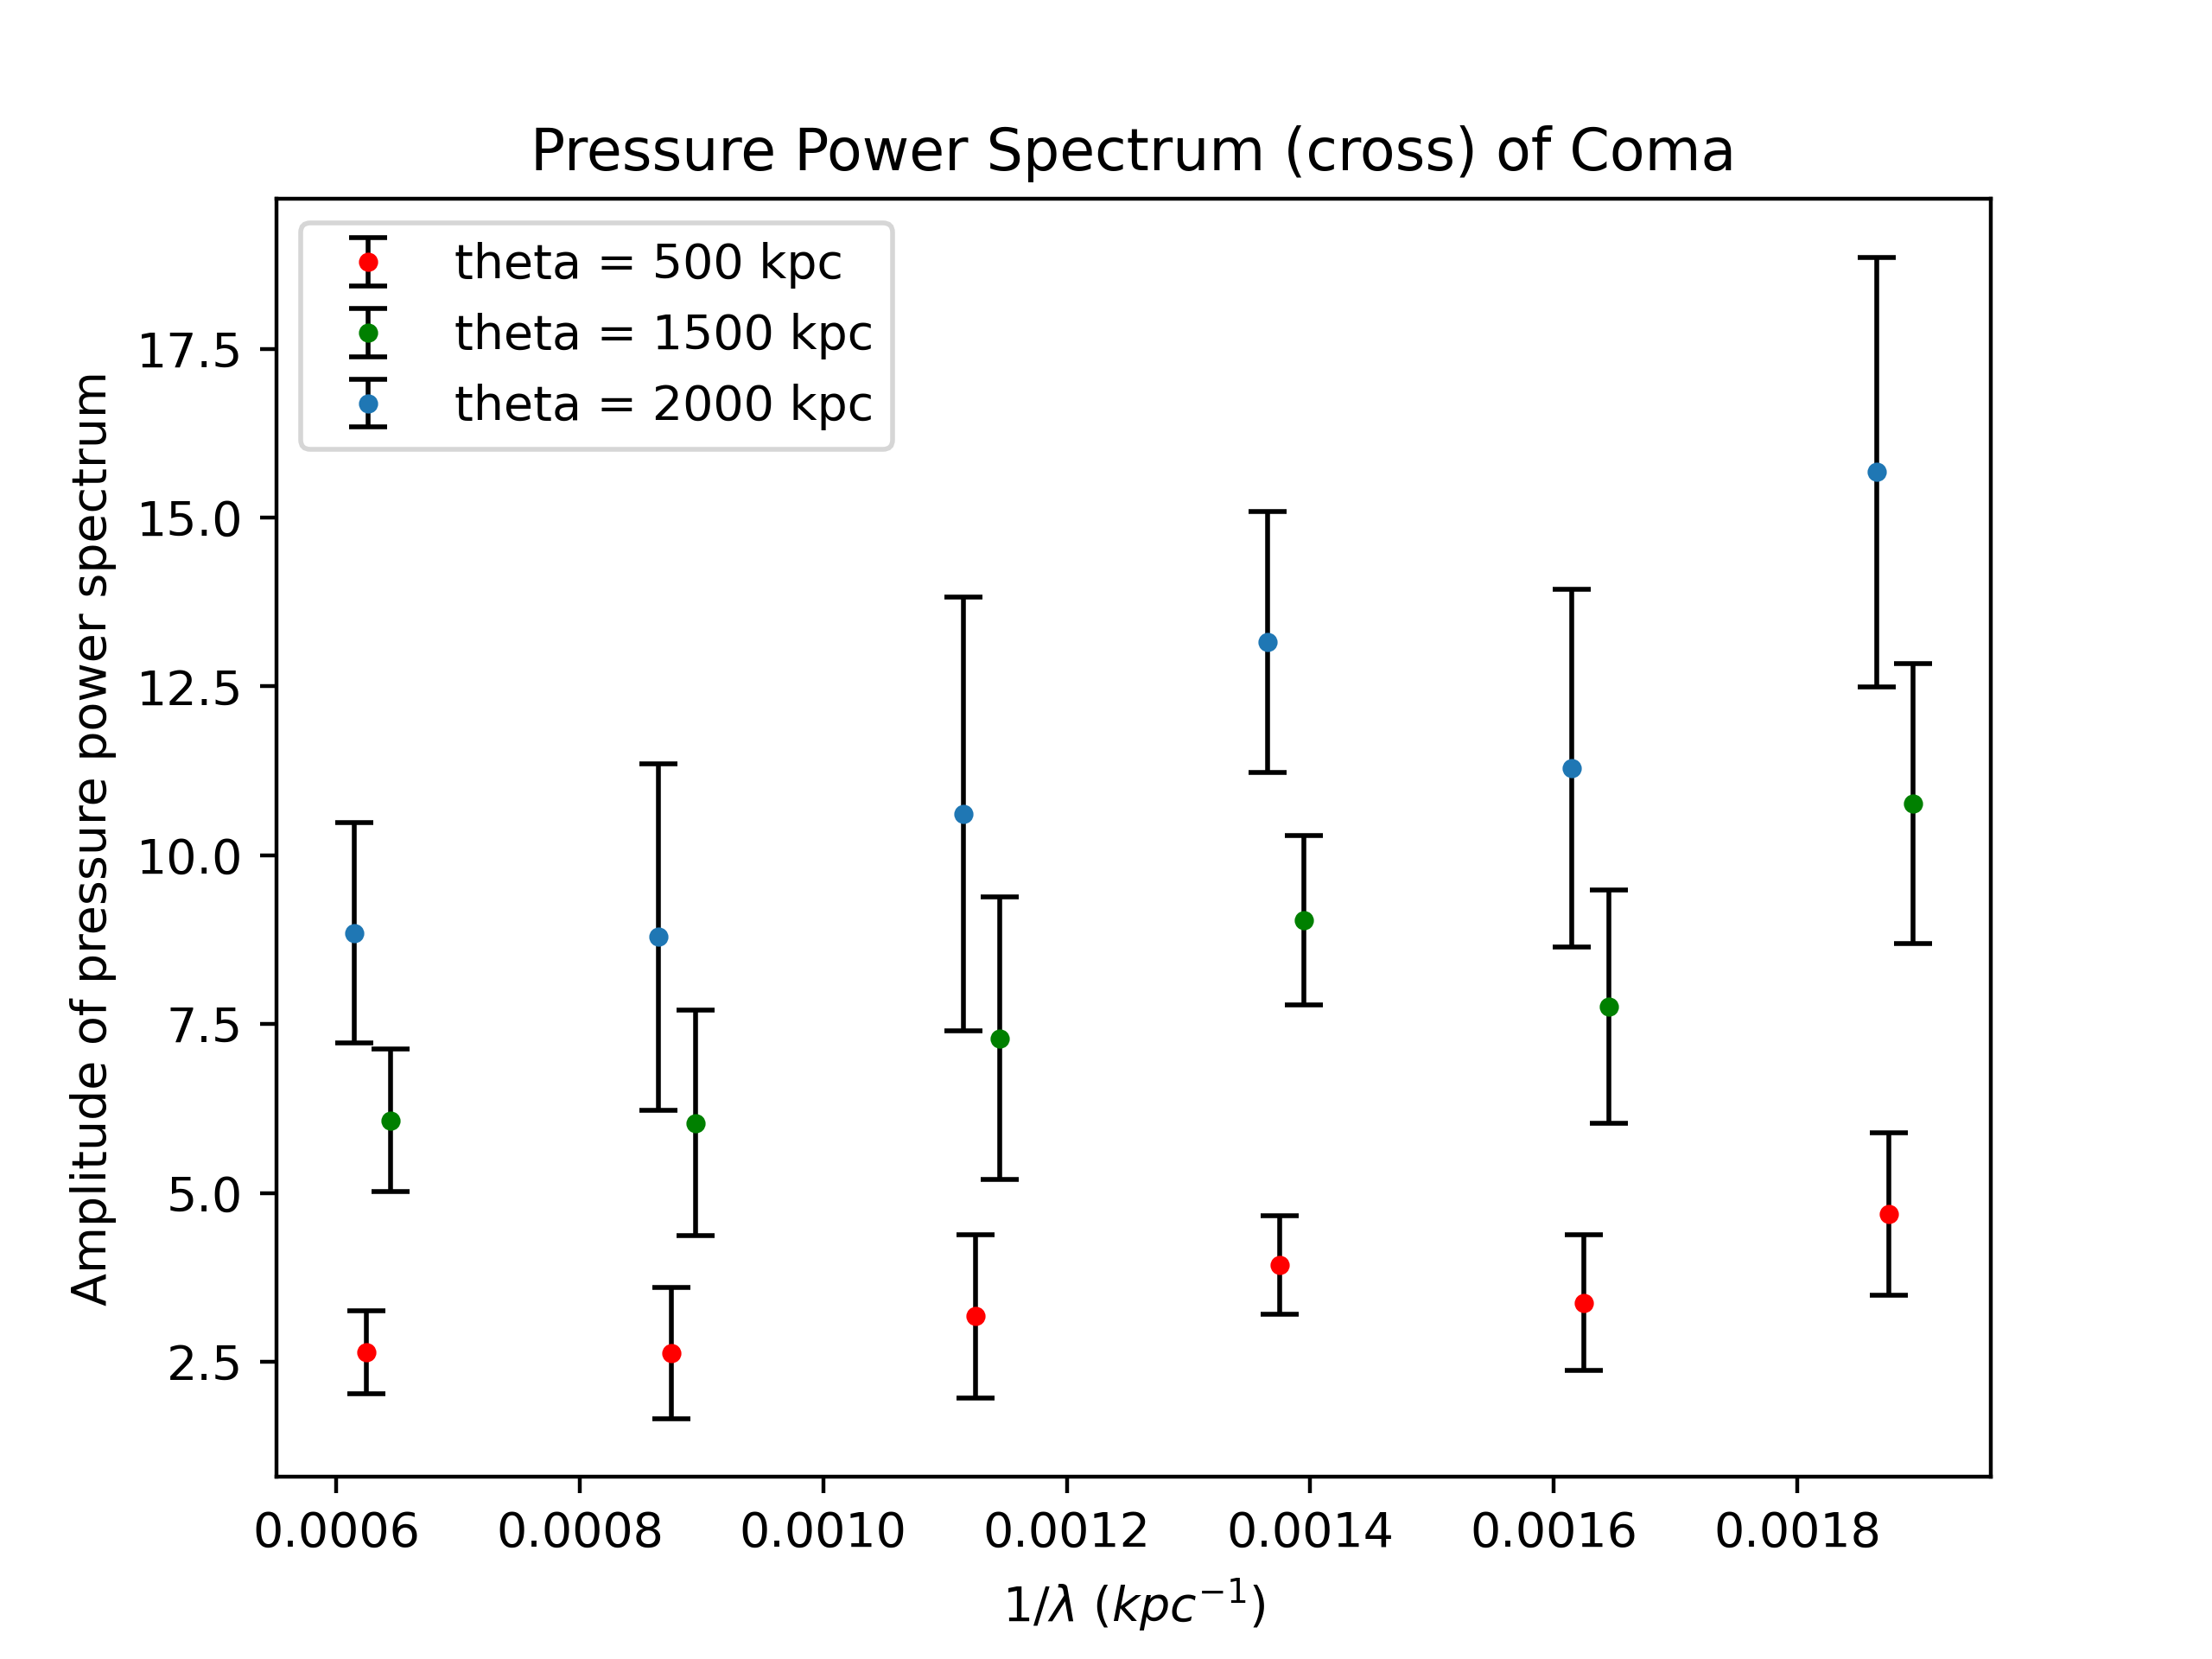 Pressure Power Spectrum (cross) of Coma
theta = 500 kpc
theta = 1500 kpc
theta = 2000 kpc
Amplitude of pressure power spectrum
17.5
15.0
12.5
10.0
7.5
5.0
2.5
0.0006 0.0008 0.0010 0.0012 0.0014 0.0016 0.0018
1/λ (kpc⁻¹)